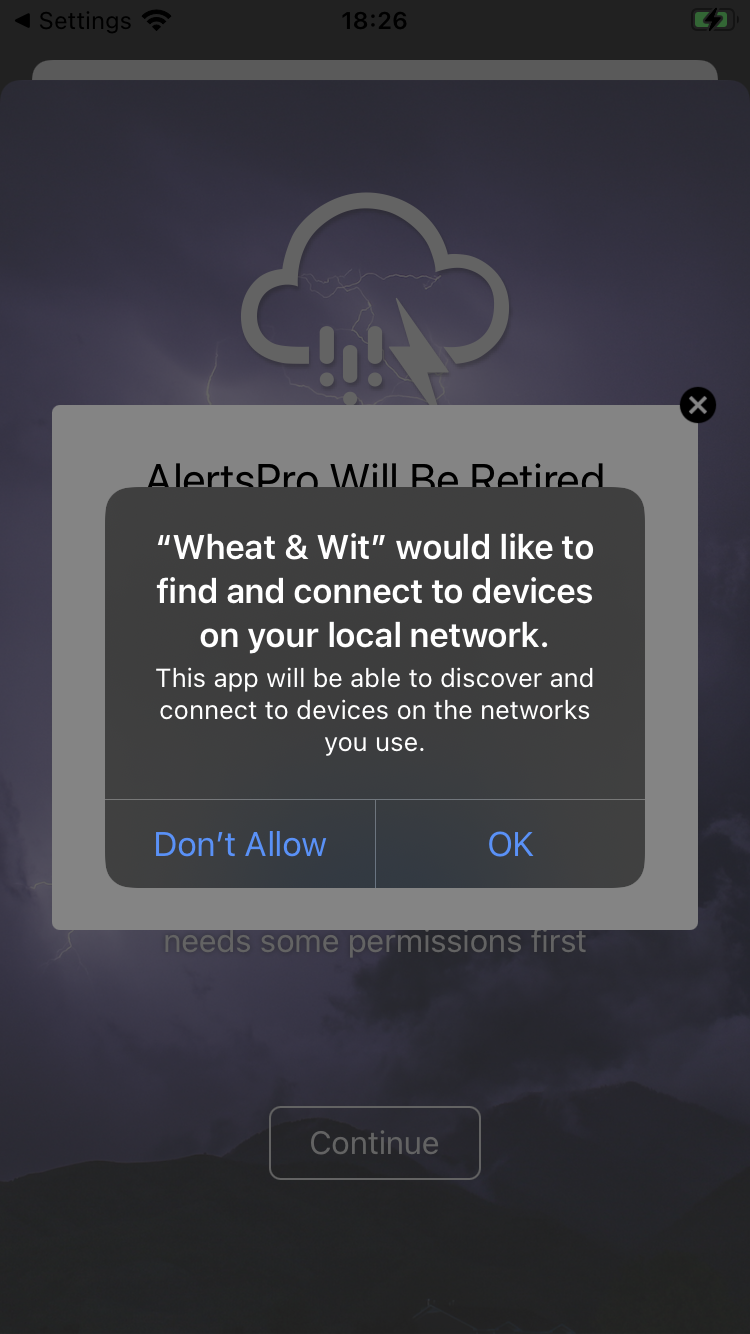 Settings
18:26
AlertsPro Will Be Retired
“Wheat & Wit” would like to
find and connect to devices
on your local network.
This app will be able to discover and
connect to devices on the networks
you use.
Don’t Allow
OK
needs some permissions first
Continue